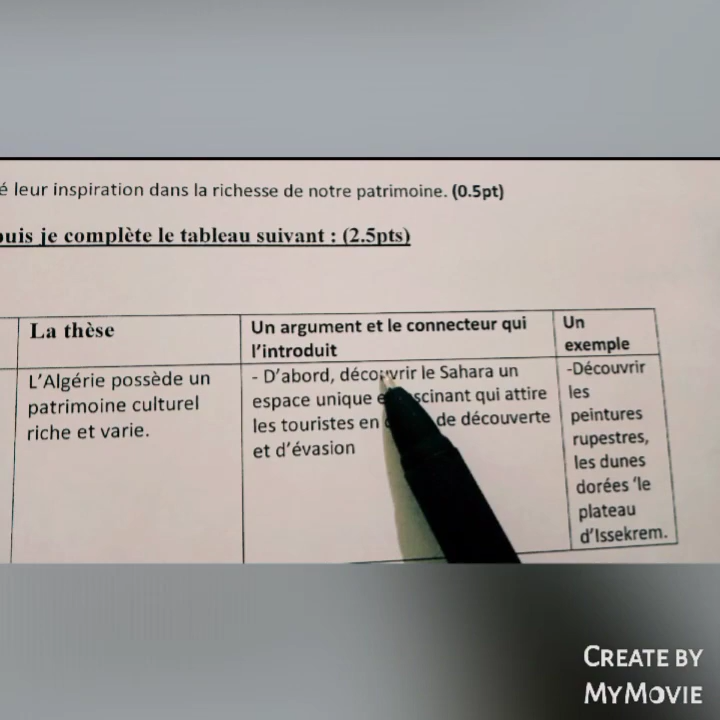 é leur inspiration dans la richesse de notre patrimoine. (0.5pt)
puis je complète le tableau suivant : (2.5pts)
La thèse
Un argument et le connecteur qui
l'introduit
Un
exemple
L'Algérie possède un
patrimoine culturel
riche et varie.
- D'abord, découvrir le Sahara un
espace unique qui attire
les touristes en de découverte
et d'évasion
-Découvrir
les
peintures
rupestres,
les dunes
dorées 'le
plateau
d'Issekrem.
CREATE BY
MYMOVIE